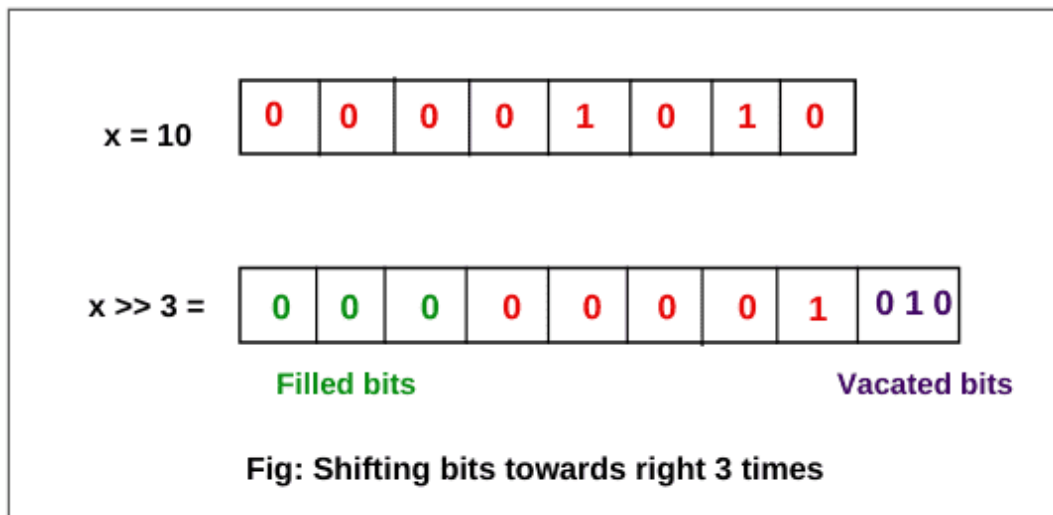 x = 10 0 0 0 0 1 0 1 0
x >> 3 = 0 0 0 0 0 0 0 1 0 1 0
Filled bits Vacated bits
Fig: Shifting bits towards right 3 times